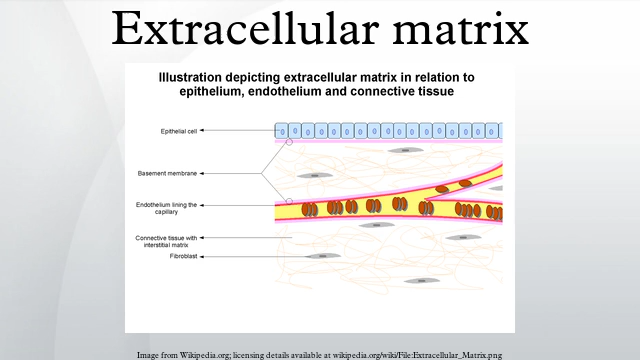 Extracellular matrix
Illustration depicting extracellular matrix in relation to
epithelium, endothelium and connective tissue
Epithelial cell
Basement membrane
Endothelium lining the
capillary
Connective tissue with
interstitial matrix
Fibroblast
Image from Wikipedia.org; licensing details available at wikipedia.org/wiki/File:Extracellular_Matrix.png